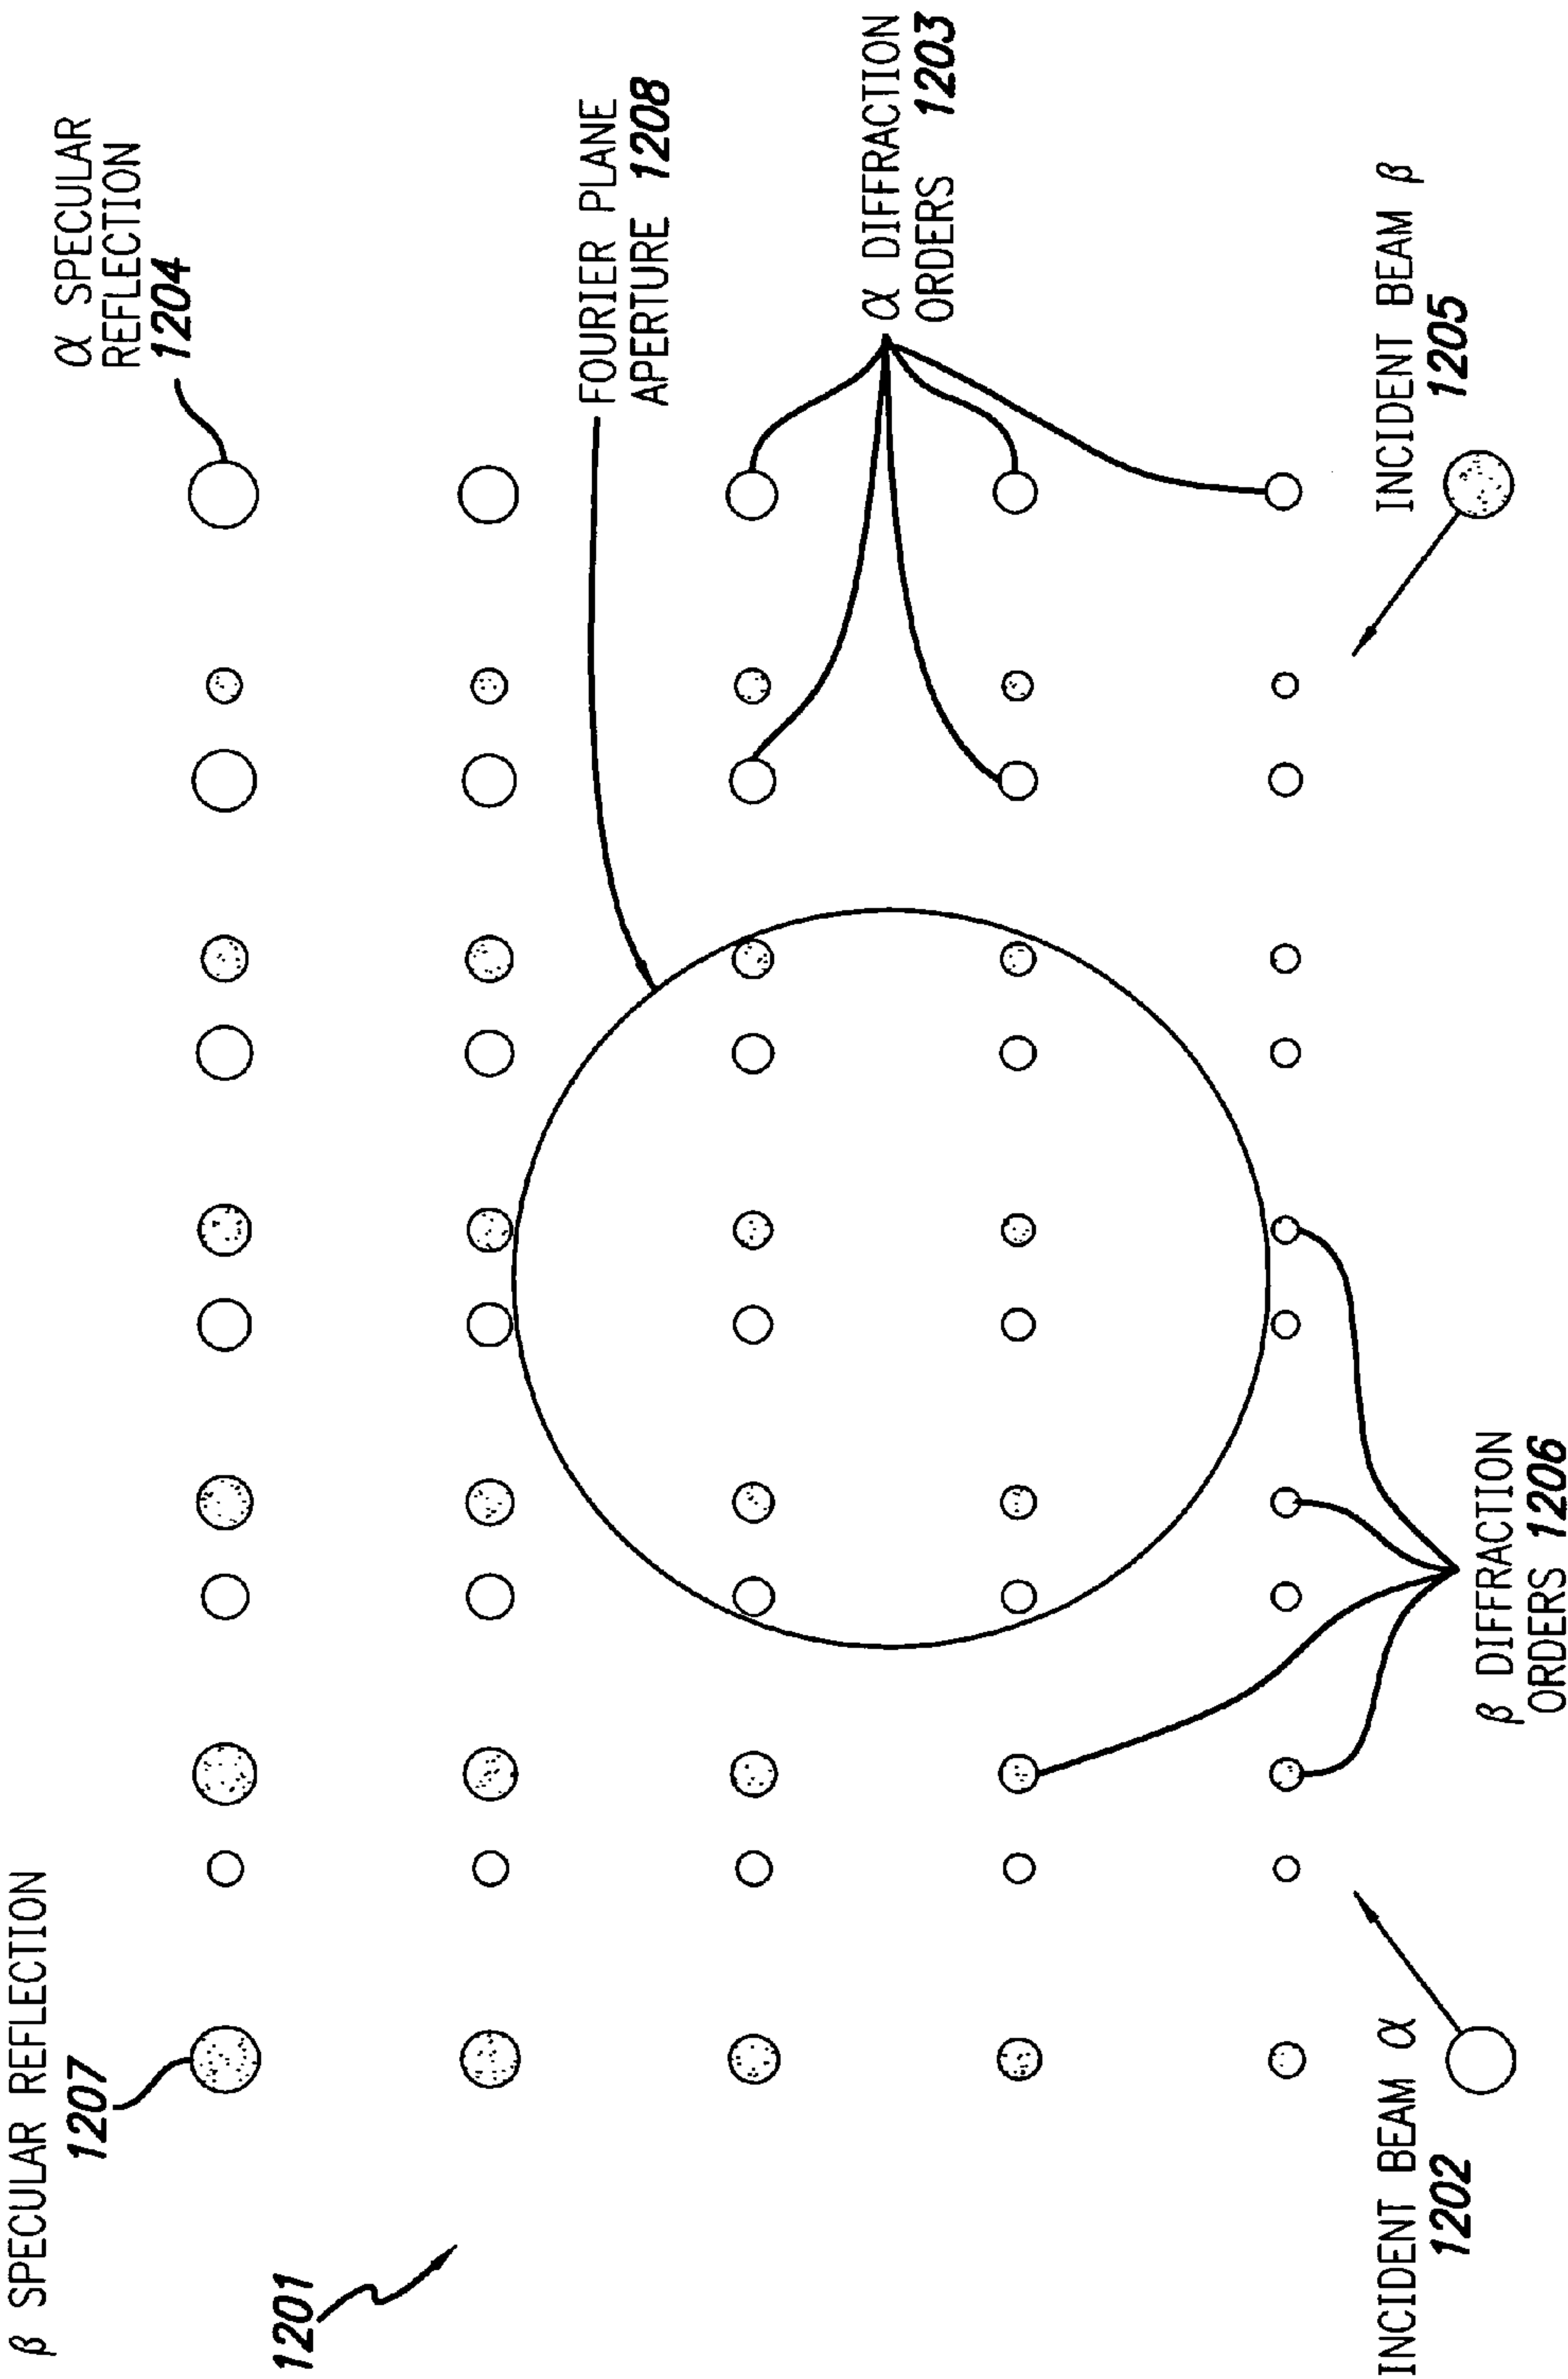 β SPECULAR REFLECTION
1207
α SPECULAR
REFLECTION
1204
1201
FOURIER PLANE
APERTURE 1208
α DIFFRACTION
ORDERS 1203
INCIDENT BEAM α
1202
β DIFFRACTION
ORDERS 1206
INCIDENT BEAM β
1205